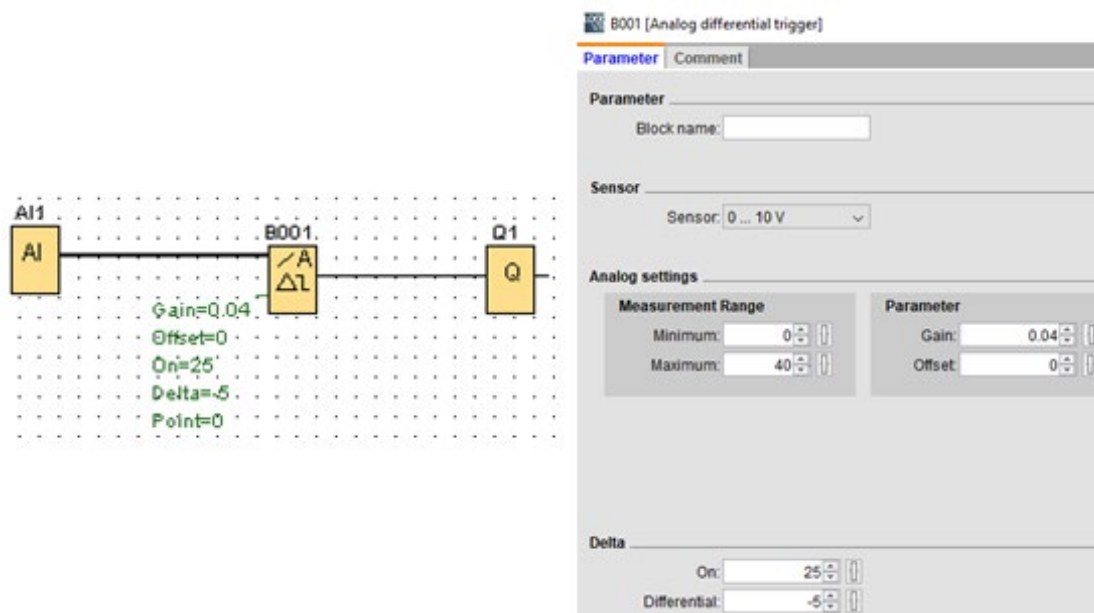 AI1
AI
B001
/A
Q1
Q
Gain=0.04
Offset=0
On=25
Delta=-5
Point=0
B001 [Analog differential trigger]
Parameter Comment
Parameter
Block name:
Sensor
Sensor: 0 ... 10 V
Analog settings
Measurement Range
Minimum: 0
Maximum: 40
Parameter
Gain: 0.04
Offset: 0
Delta
On: 25
Differential: -5